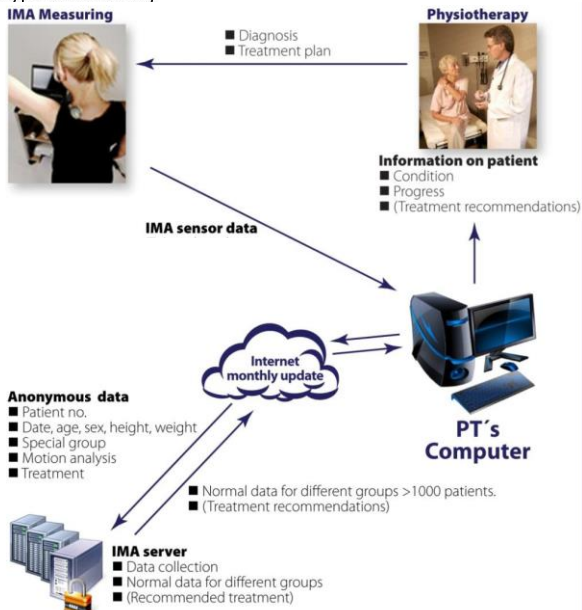 IMA Measuring
Physiotherapy
■ Diagnosis
■ Treatment plan
Information on patient
■ Condition
■ Progress
■ (Treatment recommendations)
IMA sensor data
Internet
monthly update
PT´s
Computer
Anonymous data
■ Patient no.
■ Date, age, sex, height, weight
■ Special group
■ Motion analysis
■ Treatment
■ Normal data for different groups >1000 patients.
■ (Treatment recommendations)
IMA server
■ Data collection
■ Normal data for different groups
■ (Recommended treatment)